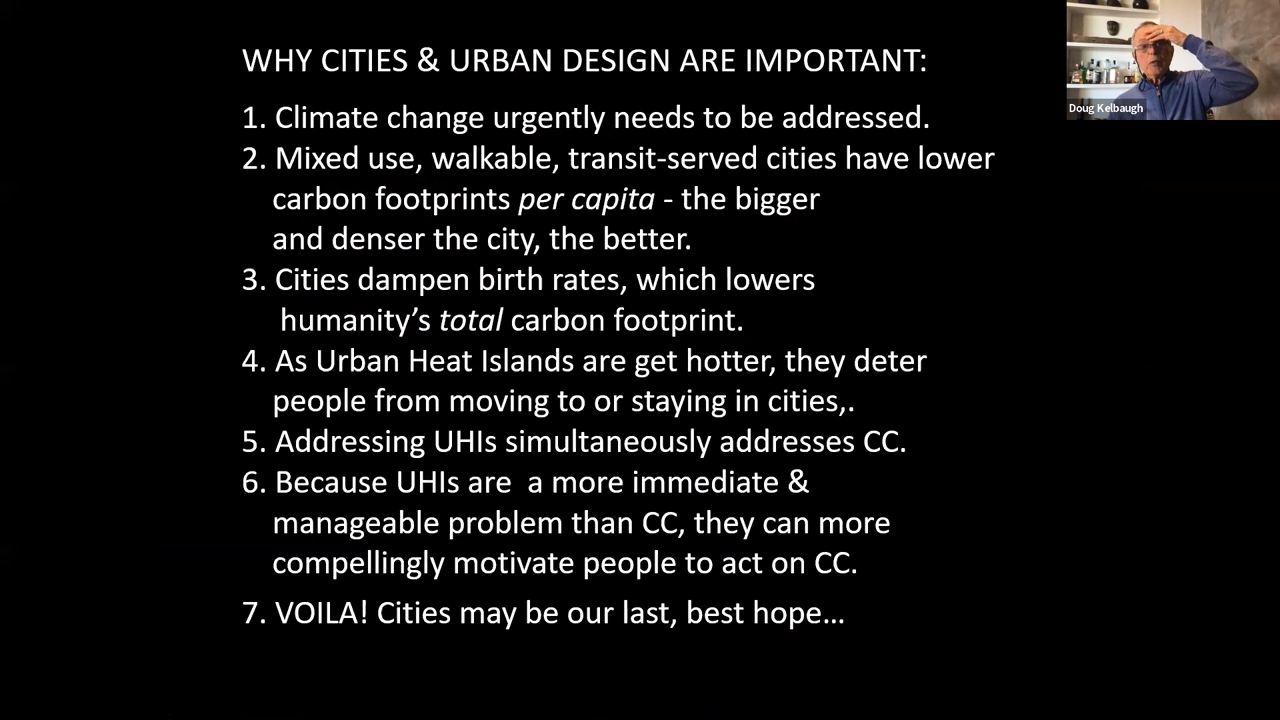 WHY CITIES & URBAN DESIGN ARE IMPORTANT:
1. Climate change urgently needs to be addressed.
2. Mixed use, walkable, transit-served cities have lower
carbon footprints per capita - the bigger
and denser the city, the better.
3. Cities dampen birth rates, which lowers
humanity’s total carbon footprint.
4. As Urban Heat Islands are get hotter, they deter
people from moving to or staying in cities,.
5. Addressing UHIs simultaneously addresses CC.
6. Because UHIs are  a more immediate &
manageable problem than CC, they can more
compellingly motivate people to act on CC.
7. VOILA! Cities may be our last, best hope…
Doug Kelbaugh